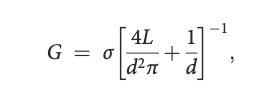 G = σ[4L/d²π + 1/d]⁻¹,